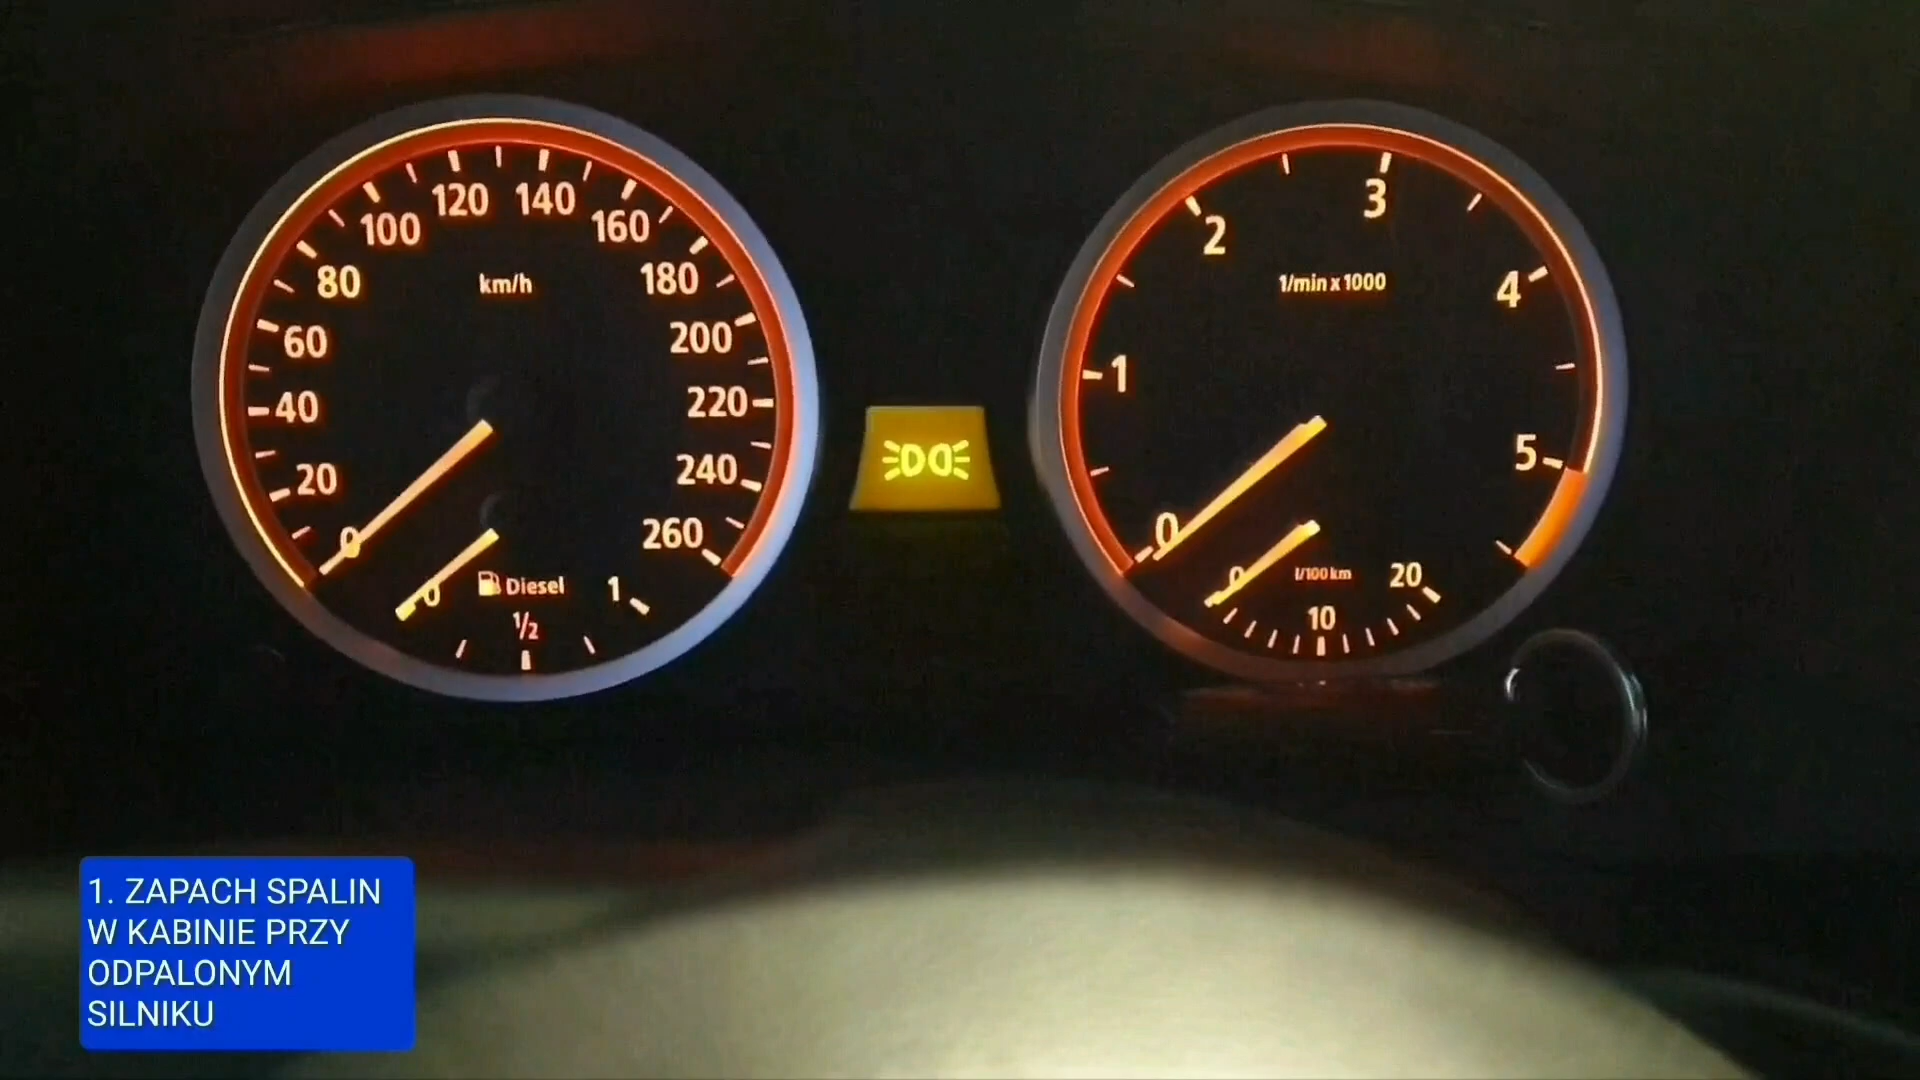 120 140
100 160
80 km/h 180
60 200
40 220
20 240
0 260
0 Diesel 1
1/2
3
2
1/min x 1000
4
1
5
0
0 l/100 km 20
10
1. ZAPACH SPALIN
W KABINIE PRZY
ODPALONYM
SILNIKU